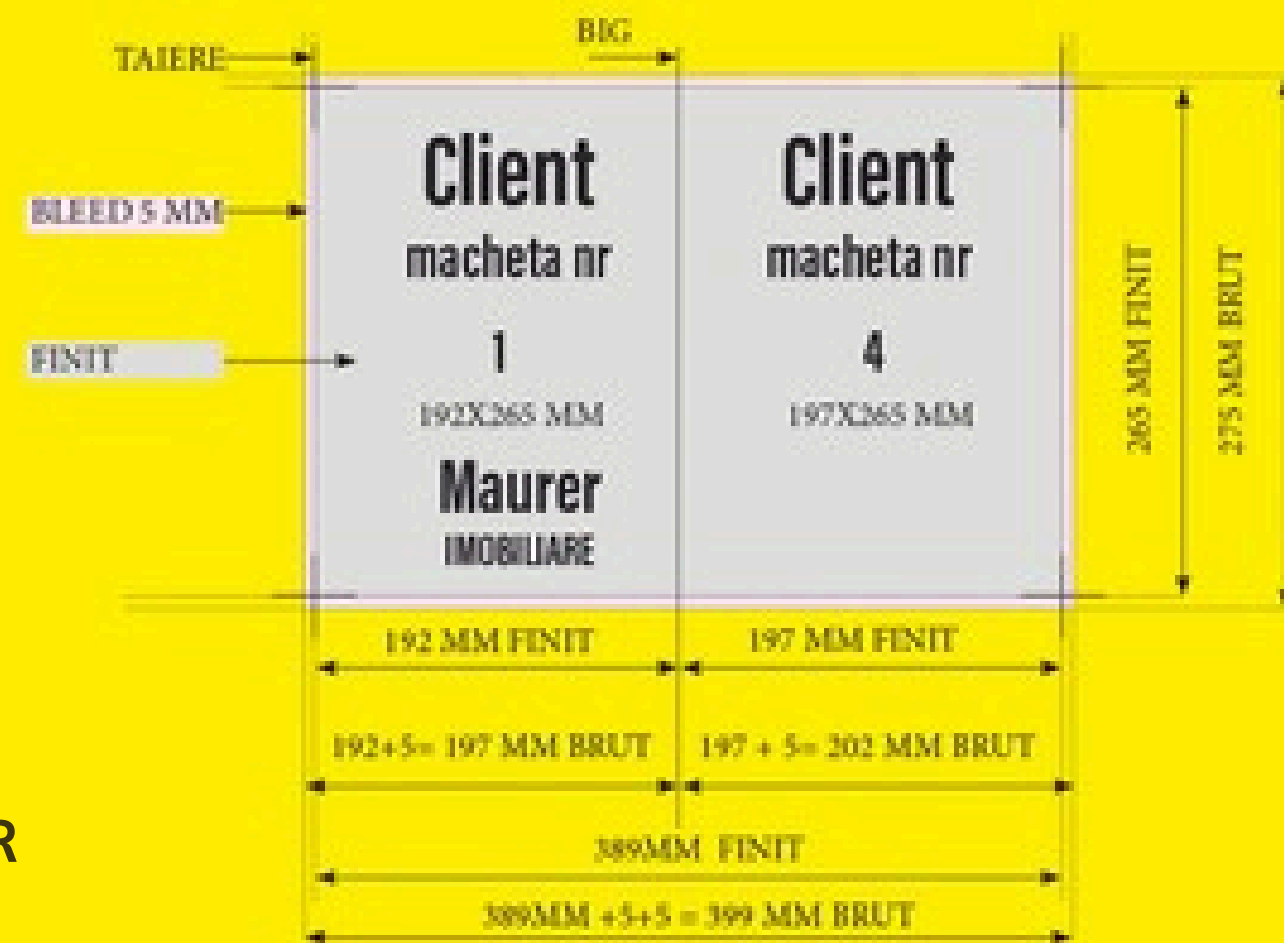 BIG
TAIERE
Client
macheta nr
1
192X265 MM
Maurer
IMOBILIARE
Client
macheta nr
4
197X265 MM
BLEED 5 MM
FINIT
265 MM FINIT
275 MM BRUT
192 MM FINIT
197 MM FINIT
192+5= 197 MM BRUT
197 + 5= 202 MM BRUT
R
389MM FINIT
389MM +5+5 = 399 MM BRUT